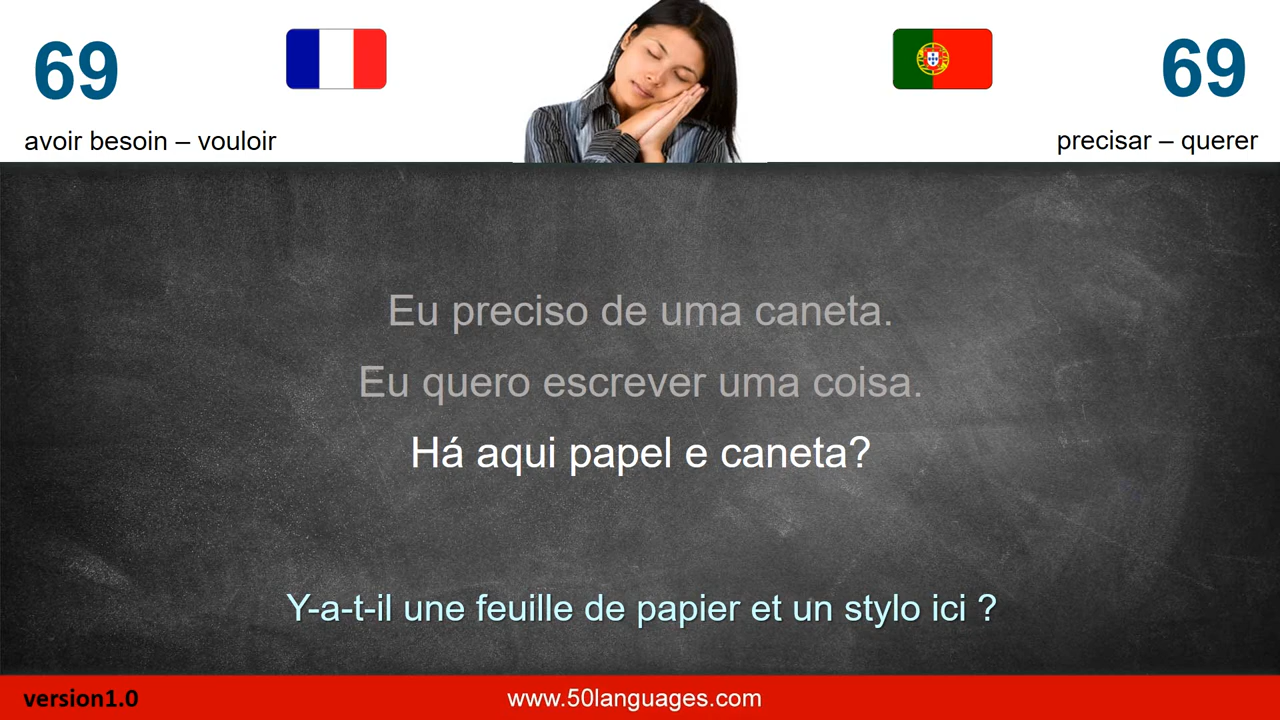 69
69
avoir besoin – vouloir
precisar – querer
Eu preciso de uma caneta.
Eu quero escrever uma coisa.
Há aqui papel e caneta?
Y-a-t-il une feuille de papier et un stylo ici ?
version1.0
www.50languages.com